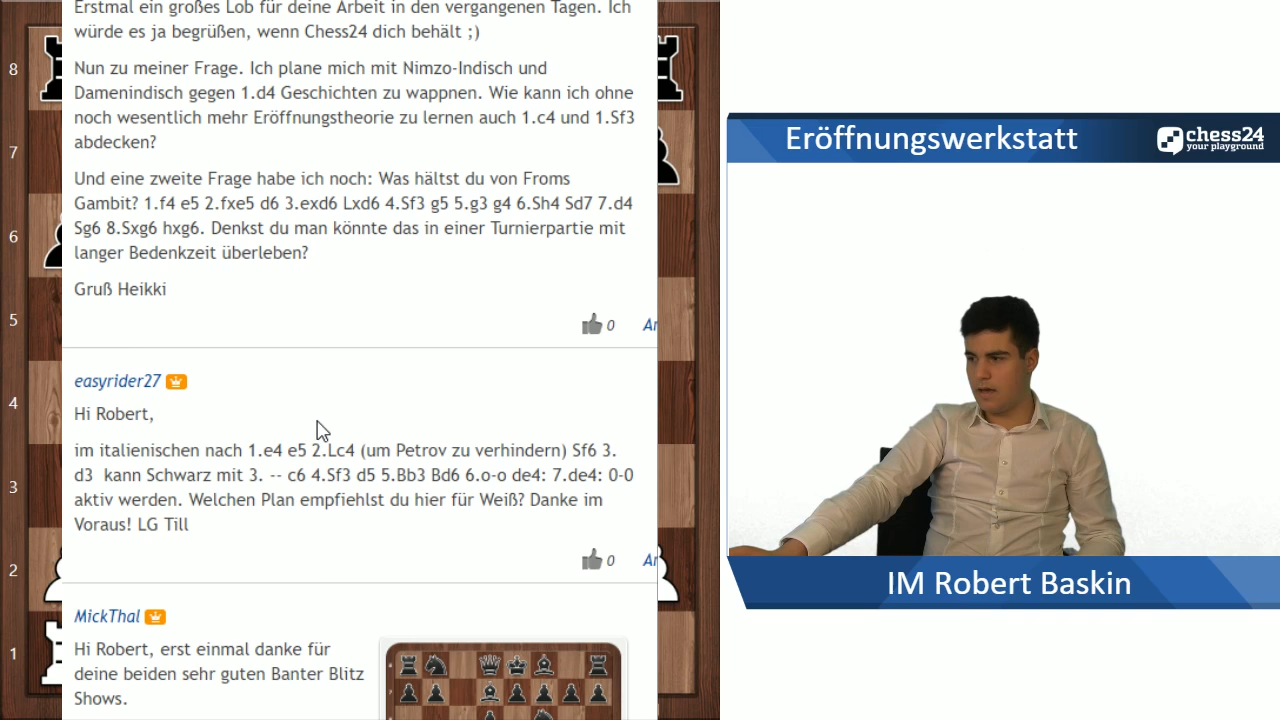 Erstmal ein großes Lob für deine Arbeit in den vergangenen Tagen. Ich
würde es ja begrüßen, wenn Chess24 dich behält ;)
Nun zu meiner Frage. Ich plane mich mit Nimzo-Indisch und
Damenindisch gegen 1.d4 Geschichten zu wappnen. Wie kann ich ohne
noch wesentlich mehr Eröffnungstheorie zu lernen auch 1.c4 und 1.Sf3
abdecken?
Und eine zweite Frage habe ich noch: Was hältst du von Froms
Gambit? 1.f4 e5 2.fxe5 d6 3.exd6 Lxd6 4.Sf3 g5 5.g3 g4 6.Sh4 Sd7 7.d4
Sg6 8.Sxg6 hxg6. Denkst du man könnte das in einer Turnierpartie mit
langer Bedenkzeit überleben?
Gruß Heikki
0
easyrider27
Hi Robert,
im italienischen nach 1.e4 e5 2.Lc4 (um Petrov zu verhindern) Sf6 3.
d3 kann Schwarz mit 3. -- c6 4.Sf3 d5 5.Bb3 Bd6 6.o-o de4: 7.de4: 0-0
aktiv werden. Welchen Plan empfiehlst du hier für Weiß? Danke im
Voraus! LG Till
0
MickThal
Hi Robert, erst einmal danke für
deine beiden sehr guten Banter Blitz
Shows.
8
7
6
5
4
3
2
1
Eröffnungswerkstatt
chess24
your playground
IM Robert Baskin